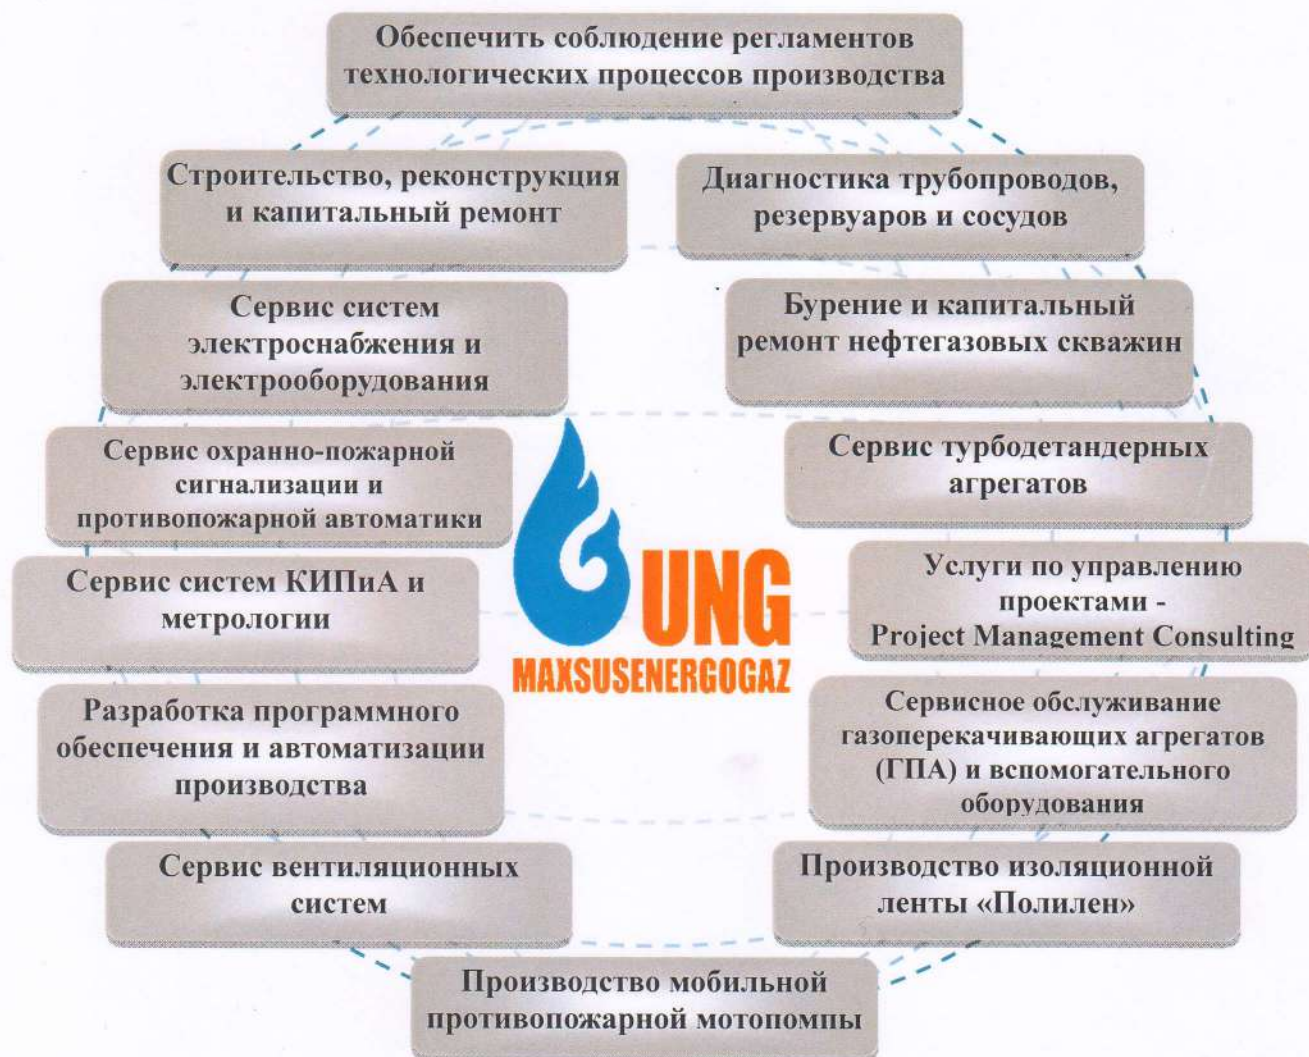 Обеспечить соблюдение регламентов
технологических процессов производства
Строительство, реконструкция
и капитальный ремонт
Диагностика трубопроводов,
резервуаров и сосудов
Сервис систем
электроснабжения и
электрооборудования
Бурение и капитальный
ремонт нефтегазовых скважин
Сервис охранно-пожарной
сигнализации и
противопожарной автоматики
Сервис турбодетандерных
агрегатов
Сервис систем КИПиА и
метрологии
UNG
MAXSUSENERGOGAZ
Услуги по управлению
проектами -
Project Management Consulting
Разработка программного
обеспечения и автоматизации
производства
Сервисное обслуживание
газоперекачивающих агрегатов
(ГПА) и вспомогательного
оборудования
Сервис вентиляционных
систем
Производство изоляционной
ленты «Полилен»
Производство мобильной
противопожарной мотопомпы